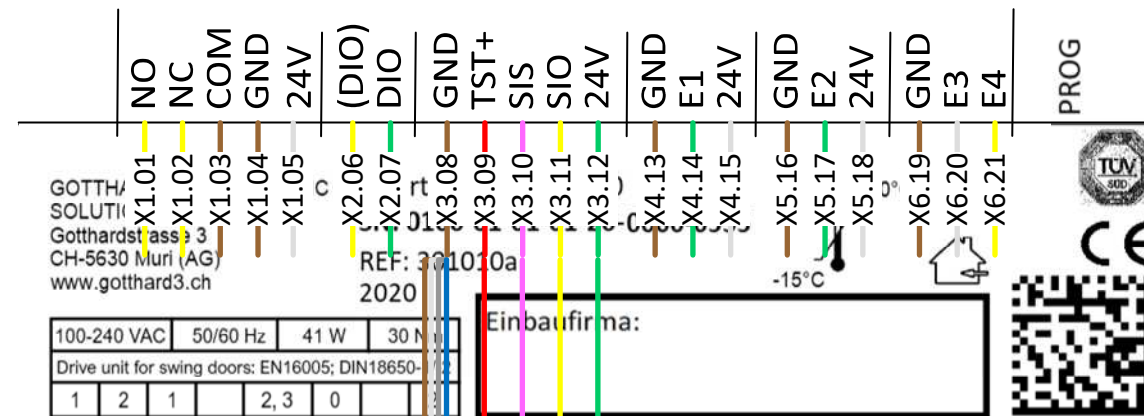 NO NC COM GND 24V (DIO) DIO GND TST+ SIS SIO 24V GND E1 24V GND E2 24V GND E3 E4 PROG
X1.01 X1.02 X1.03 X1.04 X1.05 X2.06 X2.07 X3.08 X3.09 X3.10 X3.11 X3.12 X4.13 X4.14 X4.15 X5.16 X5.17 X5.18 X6.19 X6.20 X6.21
TÜV
SÜD
Gotthardstrasse 3
CH-5630 Muri (AG)
www.gotthard3.ch
REF: 321010a
2020
-15°C
CE
Einbaufirma:
100-240 VAC 50/60 Hz 41 W 30
Drive unit for swing doors: EN16005; DIN18650-
1 2 1 2, 3 0